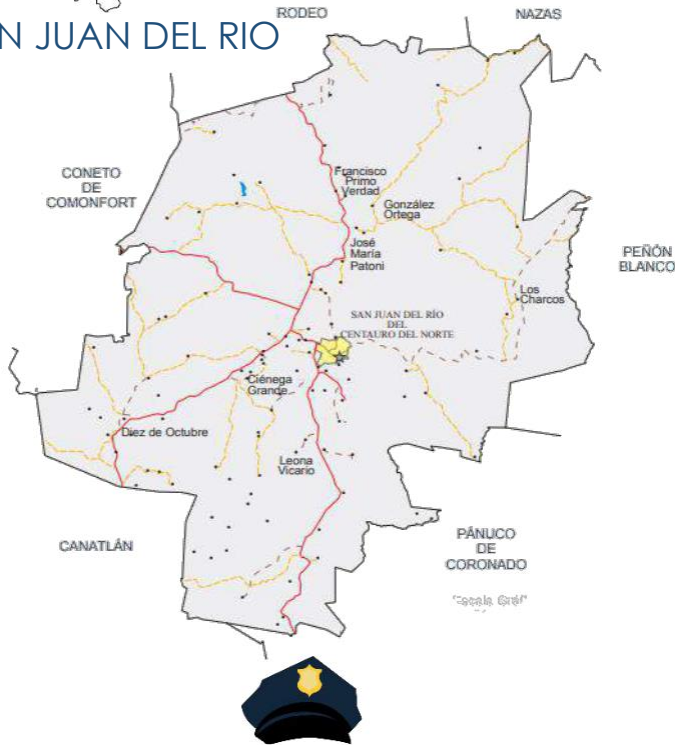 RODEO
NAZAS
N JUAN DEL RIO
CONETO
DE
COMONFORT
Francisco
Primo
Verdad
González
Ortega
José
María
Patoni
PEÑÓN
BLANCO
Los
Charcos
SAN JUAN DEL RÍO
DEL
CENTAURO DEL NORTE
Ciénega
Grande
Diez de Octubre
Leona
Vicario
CANATLÁN
PÁNUCO
DE
CORONADO